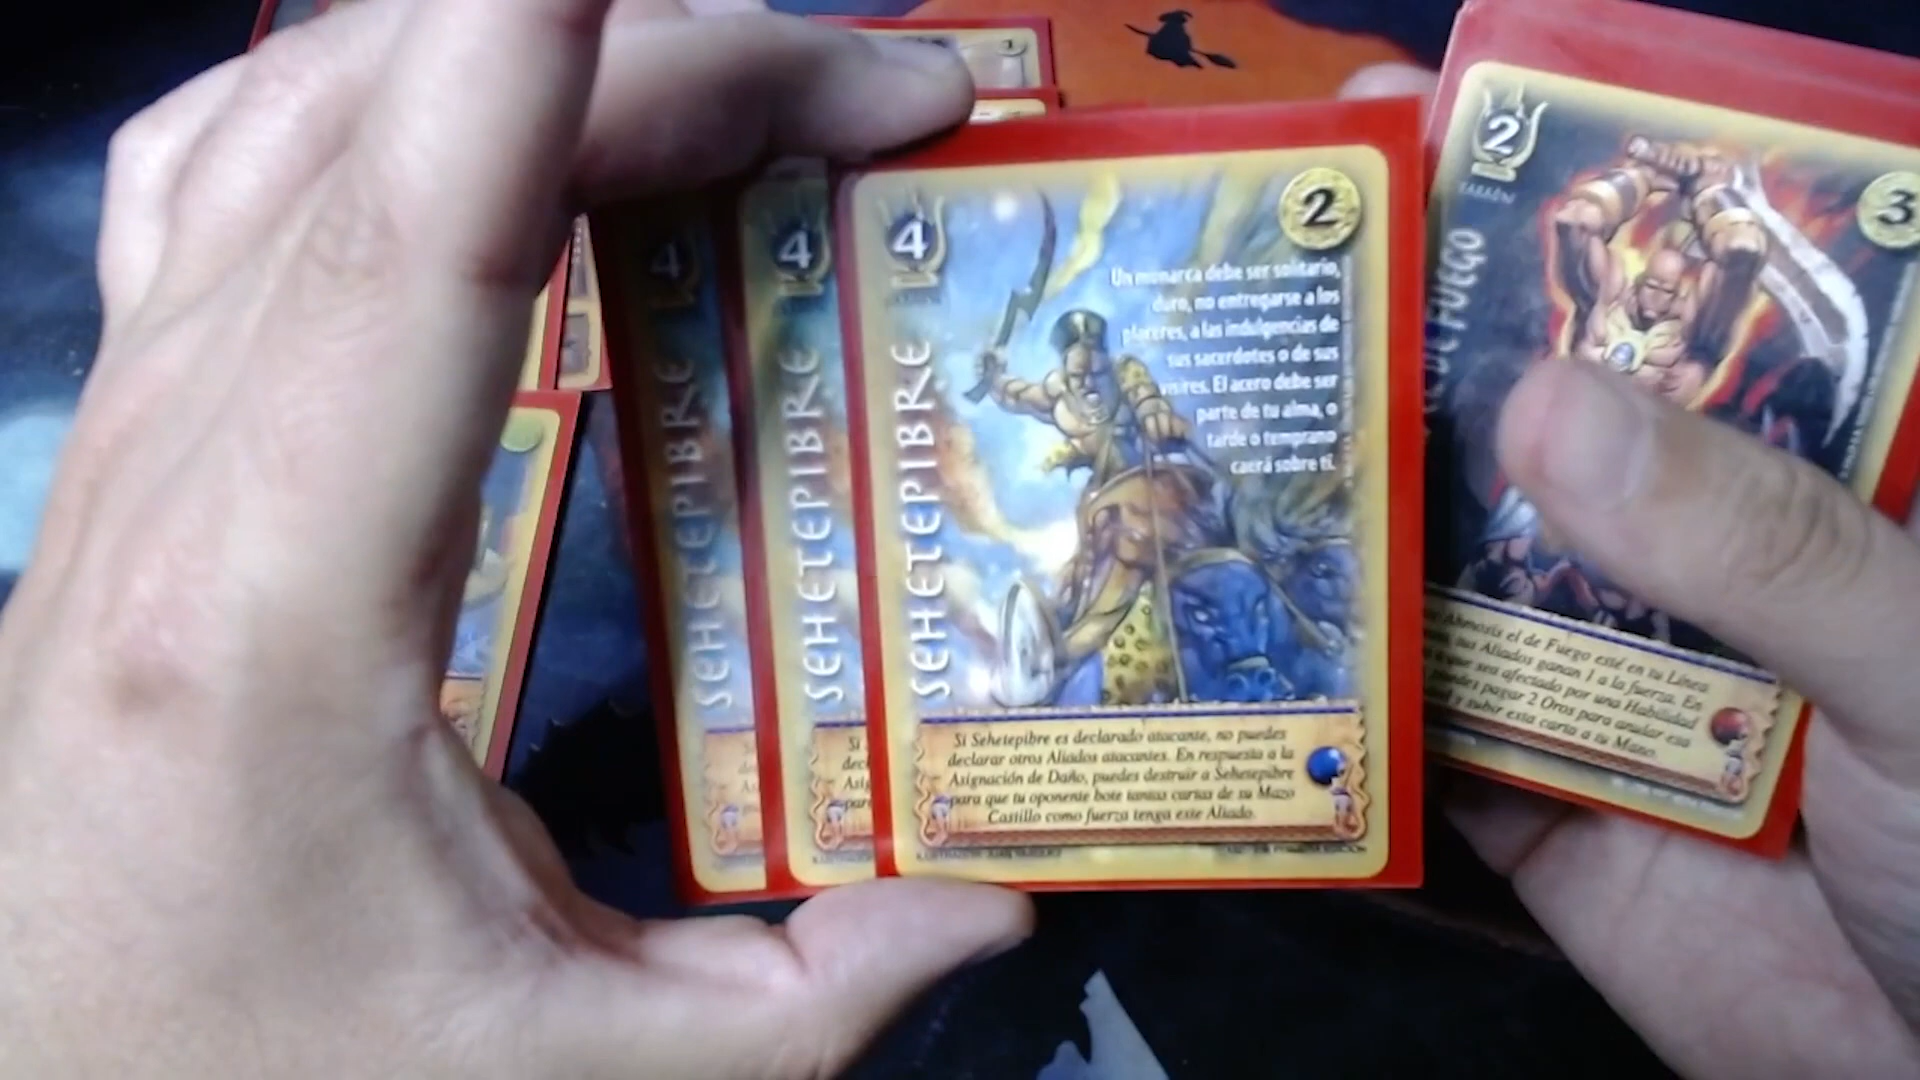 4
SEHETEPIBRE
4
SEHETEPIBRE
4
2
SEHETEPIBRE
Un monarca debe ser solitario,
duro, no entregarse a los
placeres, a las indulgencias de
sus sacerdotes o de sus
visires. El acero debe ser
parte de tu alma, o
tarde o temprano
caerá sobre ti.
Si Sehetepibre es declarado atacante, no puedes
declarar otros Aliados atacantes. En respuesta a la
Asignación de Daño, puedes destruir a Sehetepibre
para que tu oponente bote tantas cartas de su Mazo
Castillo como fuerza tenga este Aliado.
2
3
FARAÓN
DE FUEGO
Ahmosis el de Fuego esté en tu Línea
sus Aliados ganan 1 a la fuerza. En
que sea afectado por una Habilidad
puedes pagar 2 Oros para anular esa
y subir esta carta a tu Mano.